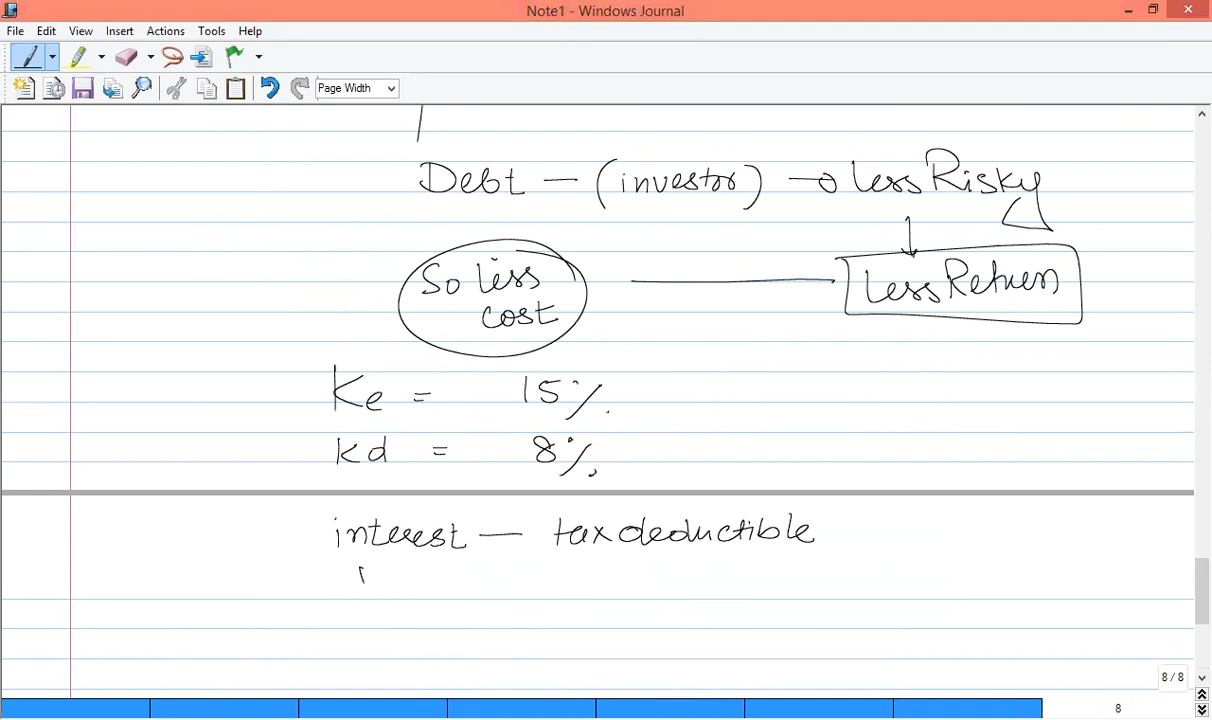 Note1 - Windows Journal
File Edit View Insert Actions Tools Help
Page Width
Debt — (investor) → less Risky
So less
cost
less Return
Ke = 15%.
kd = 8%.
interest — tax deductible
8 / 8
8